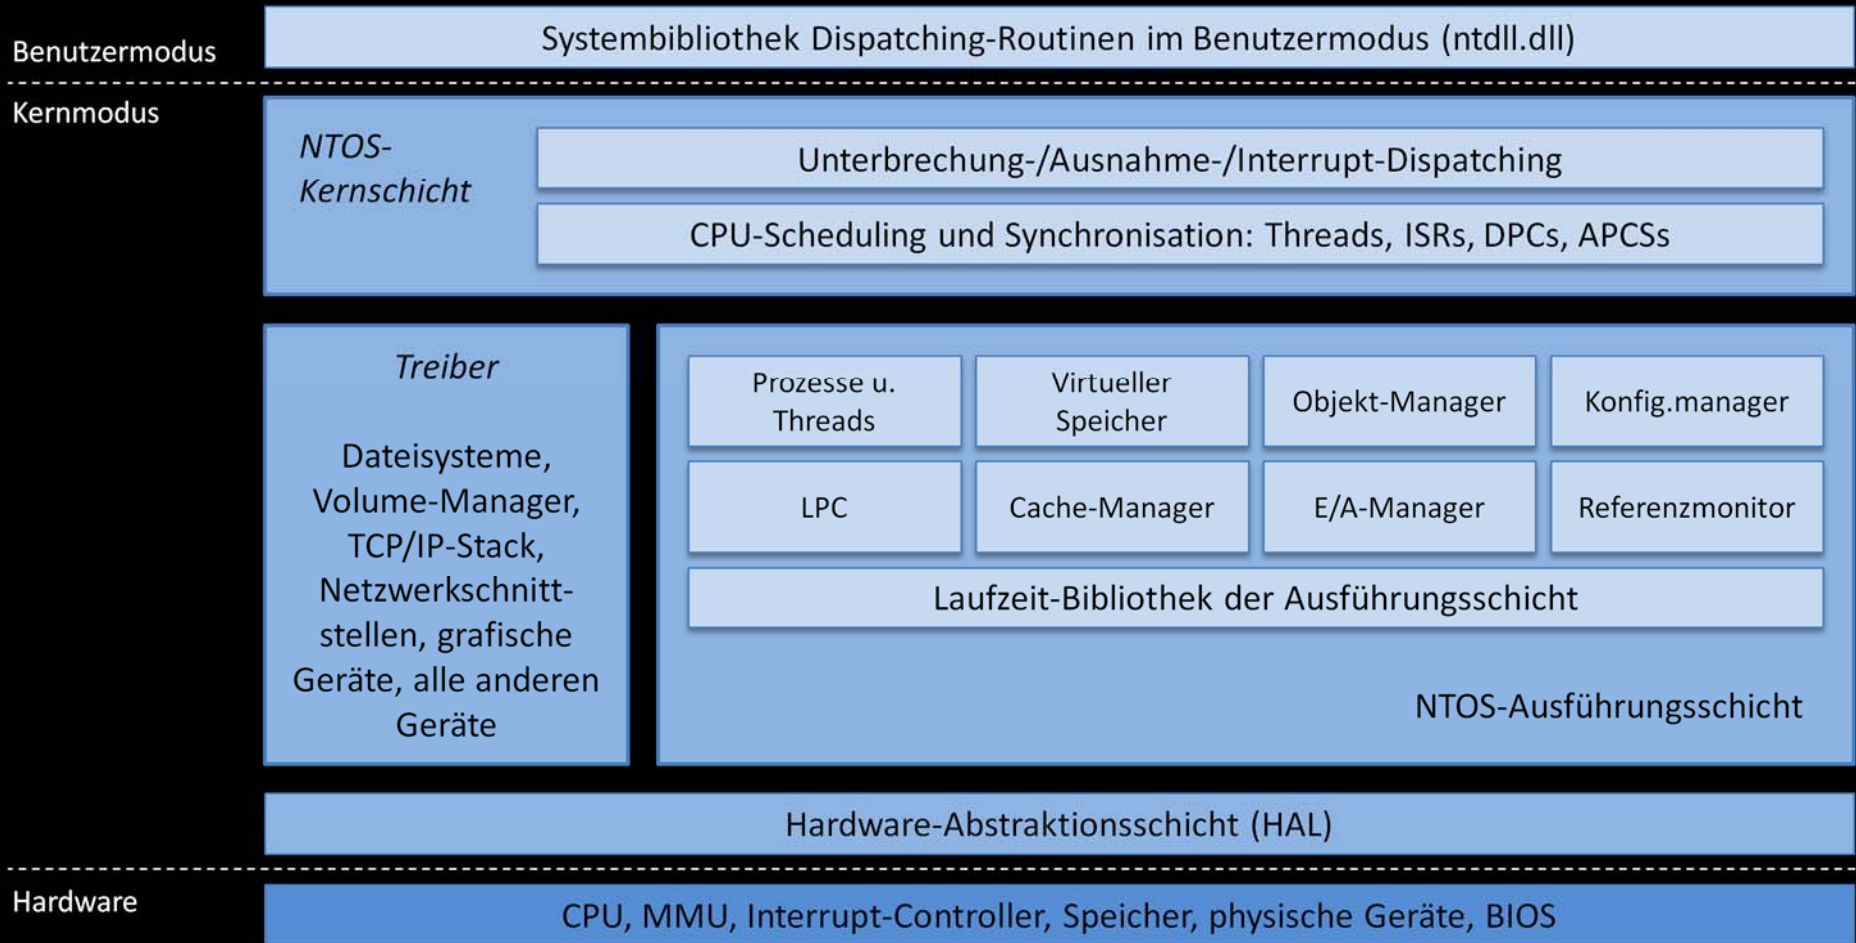 Benutzermodus
Systembibliothek Dispatching-Routinen im Benutzermodus (ntdll.dll)
Kernmodus
NTOS-
Kernschicht
Unterbrechung-/Ausnahme-/Interrupt-Dispatching
CPU-Scheduling und Synchronisation: Threads, ISRs, DPCs, APCSs
Treiber
Dateisysteme,
Volume-Manager,
TCP/IP-Stack,
Netzwerkschnitt-
stellen, grafische
Geräte, alle anderen
Geräte
Prozesse u.
Threads
Virtueller
Speicher
Objekt-Manager
Konfig.manager
LPC
Cache-Manager
E/A-Manager
Referenzmonitor
Laufzeit-Bibliothek der Ausführungsschicht
NTOS-Ausführungsschicht
Hardware-Abstraktionsschicht (HAL)
Hardware
CPU, MMU, Interrupt-Controller, Speicher, physische Geräte, BIOS